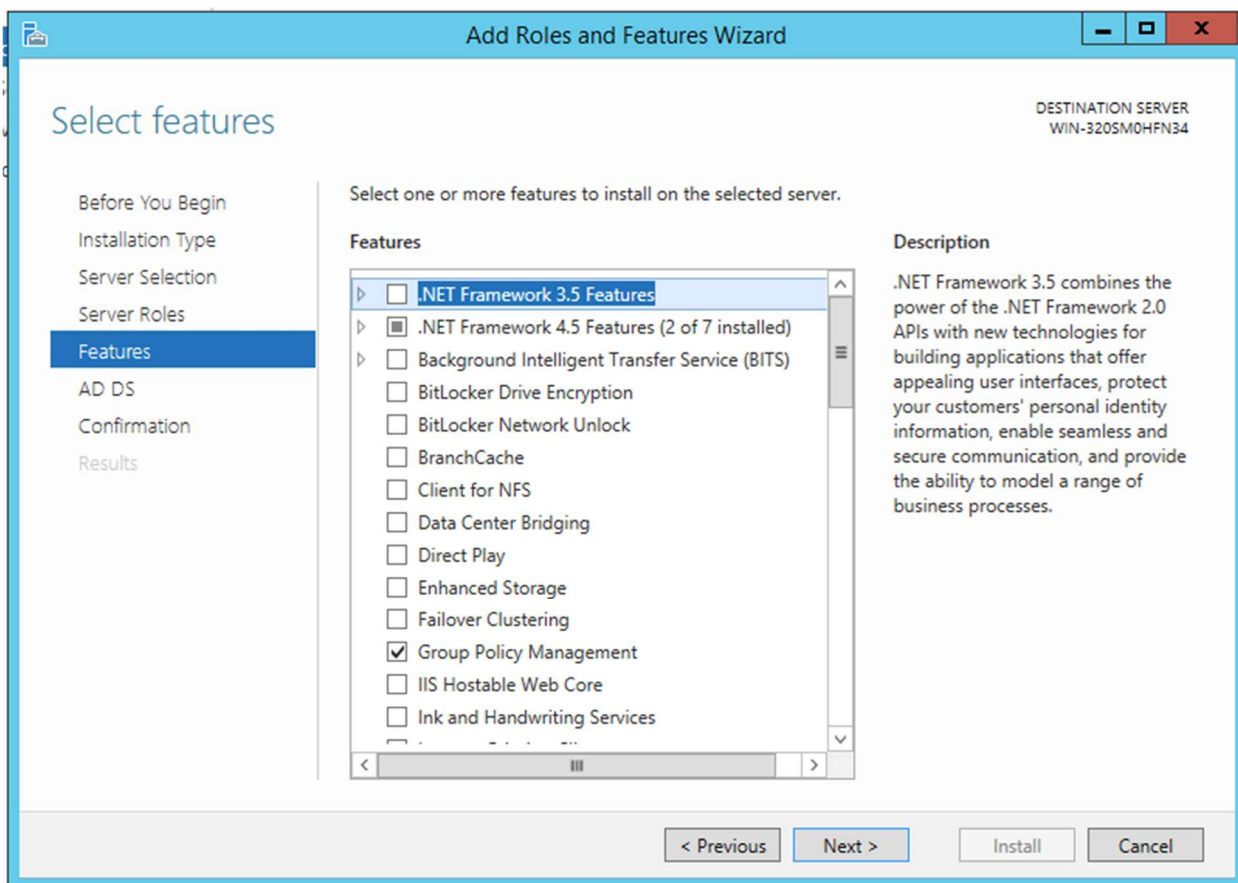 Add Roles and Features Wizard
Select features
DESTINATION SERVER
WIN-320SM0HFN34
Before You Begin
Installation Type
Server Selection
Server Roles
Features
AD DS
Confirmation
Results
Select one or more features to install on the selected server.
Features
.NET Framework 3.5 Features
.NET Framework 4.5 Features (2 of 7 installed)
Background Intelligent Transfer Service (BITS)
BitLocker Drive Encryption
BitLocker Network Unlock
BranchCache
Client for NFS
Data Center Bridging
Direct Play
Enhanced Storage
Failover Clustering
Group Policy Management
IIS Hostable Web Core
Ink and Handwriting Services
Description
.NET Framework 3.5 combines the
power of the .NET Framework 2.0
APIs with new technologies for
building applications that offer
appealing user interfaces, protect
your customers' personal identity
information, enable seamless and
secure communication, and provide
the ability to model a range of
business processes.
< Previous
Next >
Install
Cancel